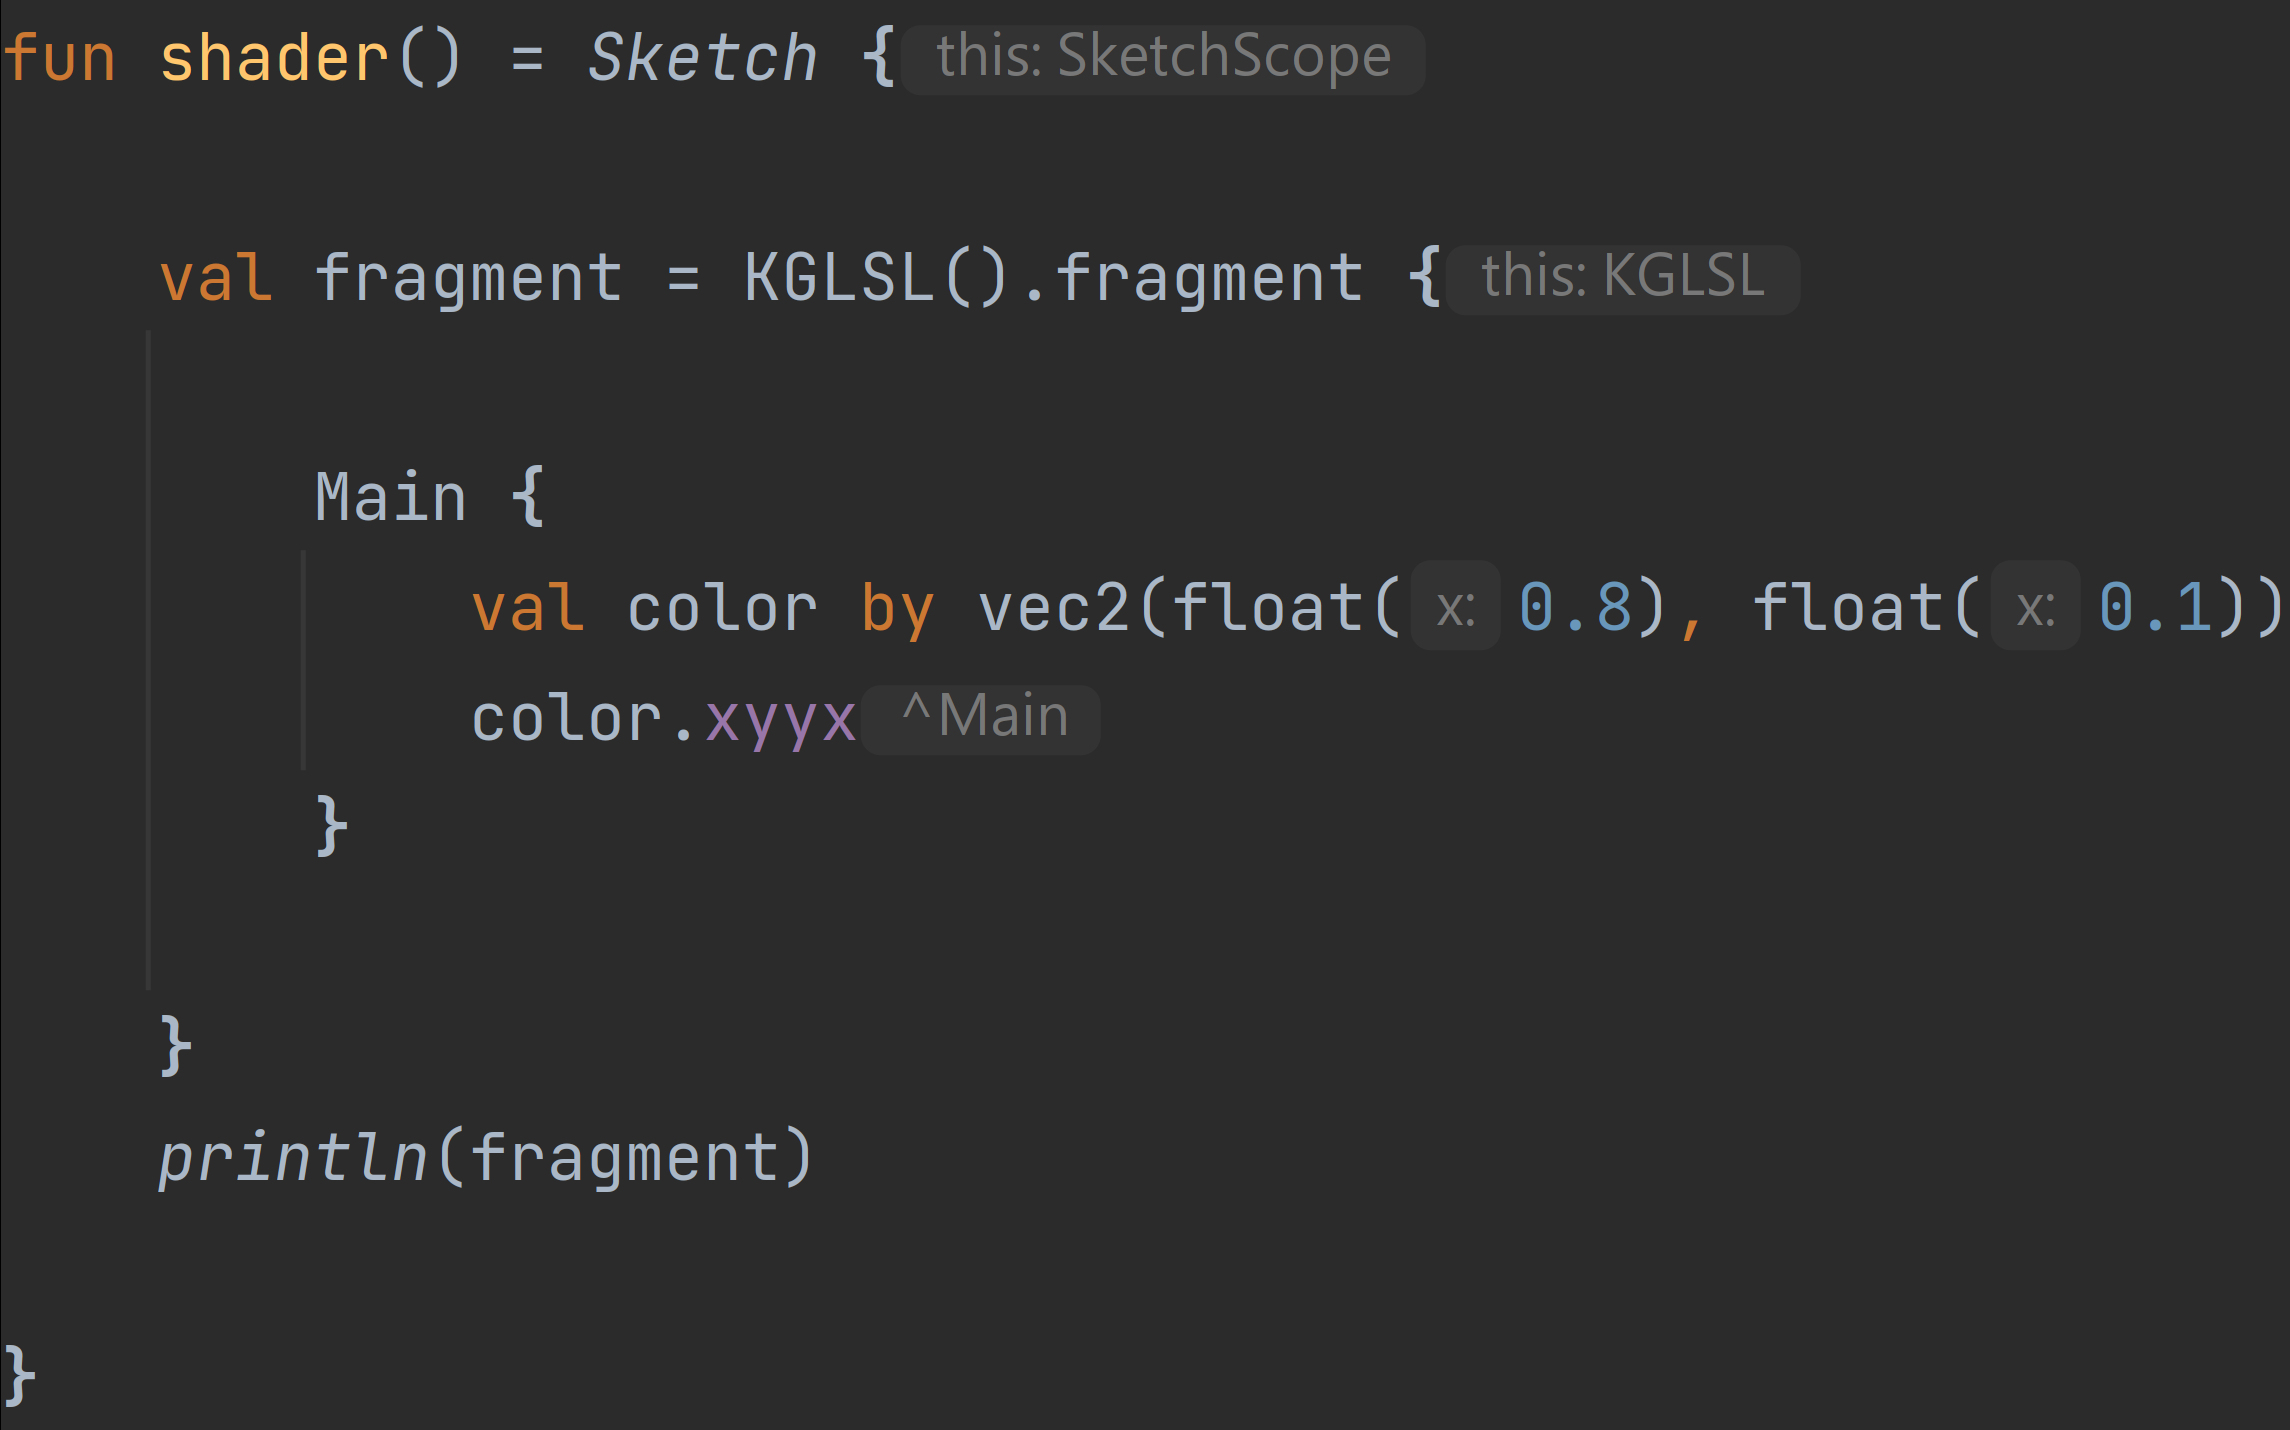 fun shader() = Sketch { this: SketchScope
val fragment = KGLSL().fragment { this: KGLSL
Main {
val color by vec2(float( x: 0.8), float( x: 0.1))
color.xyyx ^Main
}
}
println(fragment)
}